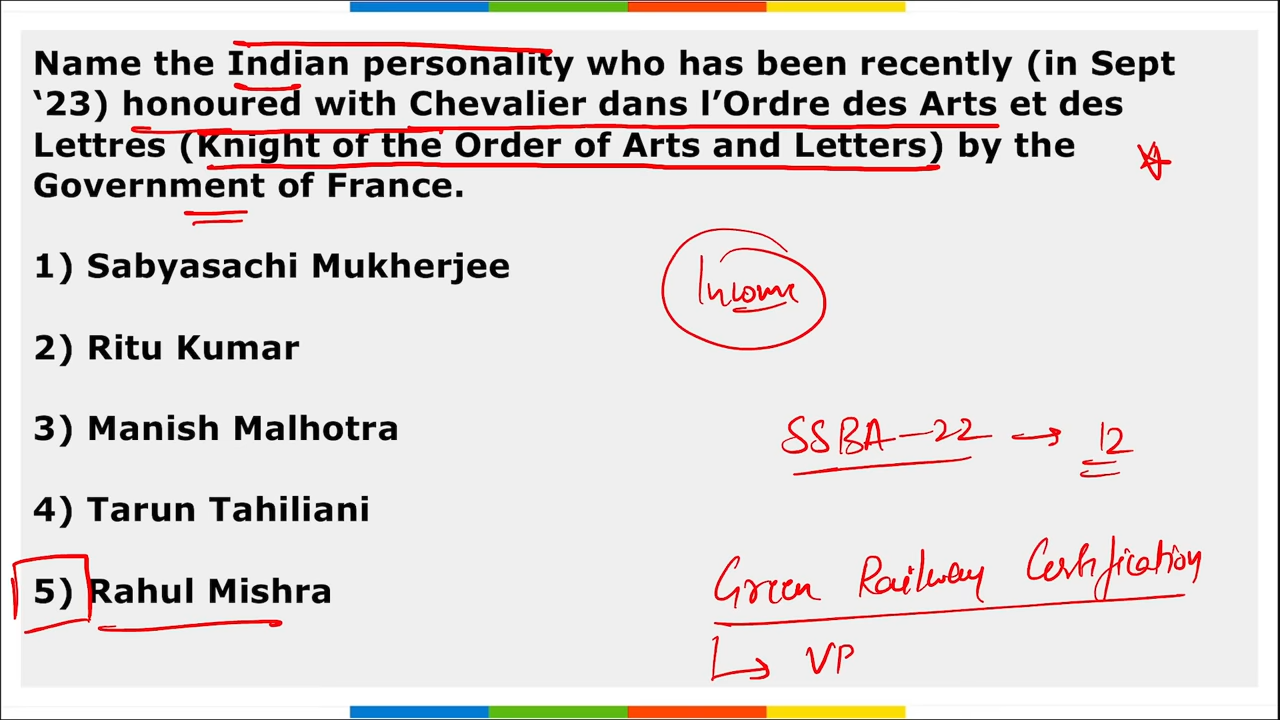 Name the Indian personality who has been recently (in Sept
‘23) honoured with Chevalier dans l’Ordre des Arts et des
Lettres (Knight of the Order of Arts and Letters) by the
Government of France.
1) Sabyasachi Mukherjee
Income
2) Ritu Kumar
3) Manish Malhotra
SSBA-22 → 12
4) Tarun Tahiliani
5) Rahul Mishra
Green Railway Certification
↳ VP